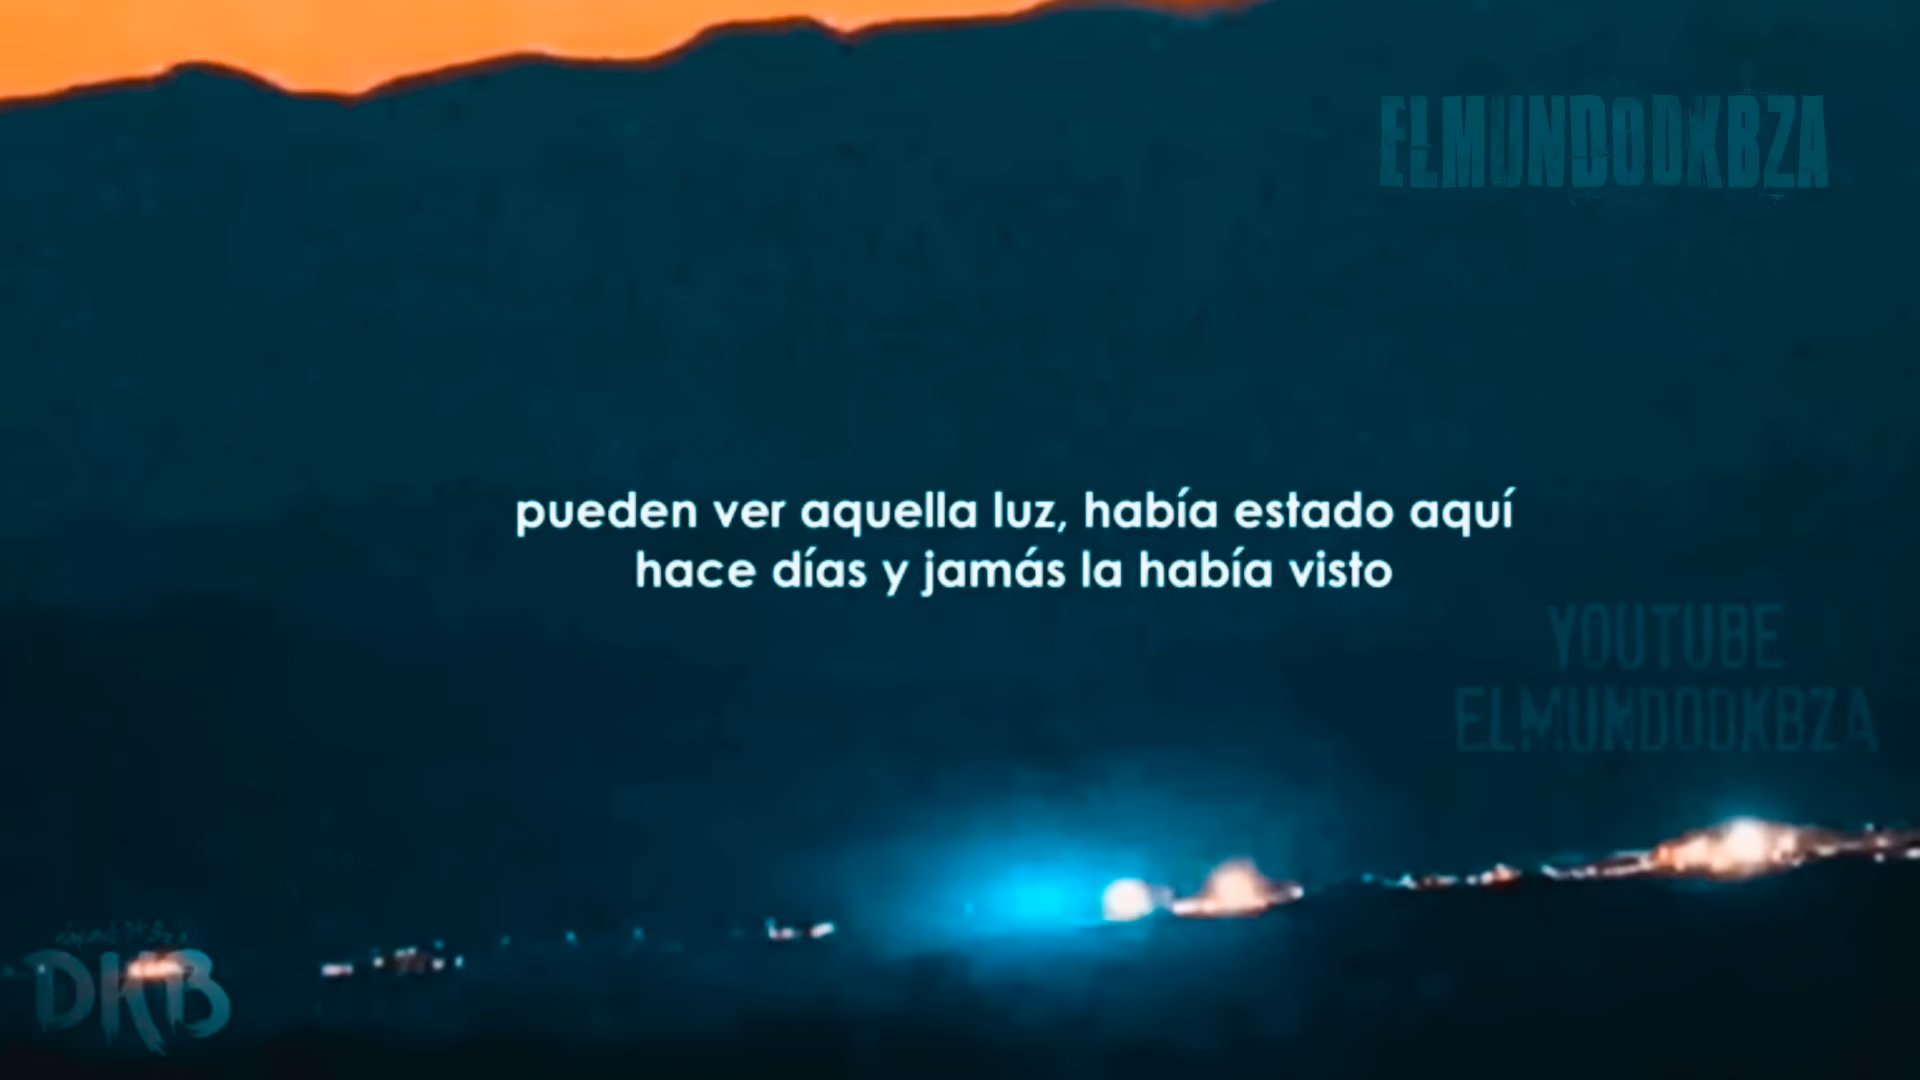 ELMUNDODKBZA
pueden ver aquella luz, había estado aquí
hace días y jamás la había visto
YOUTUBE
ELMUNDODKBZA
DKB